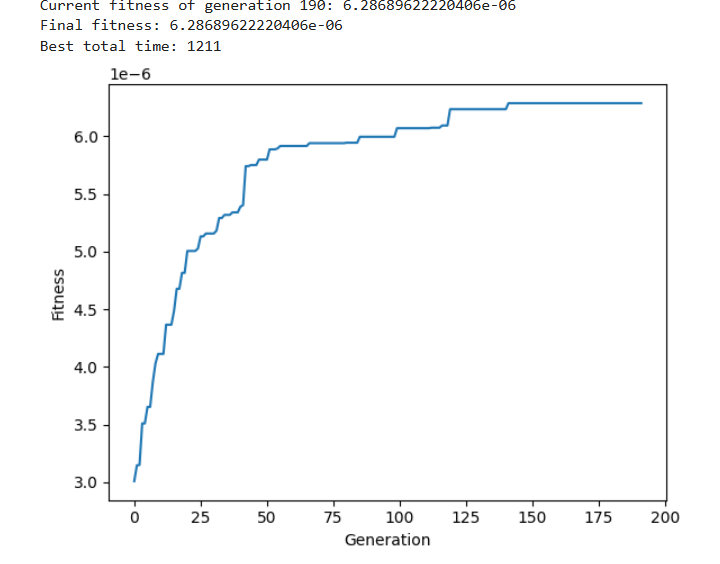 Current fitness of generation 190: 6.28689622220406e-06
Final fitness: 6.28689622220406e-06
Best total time: 1211
1e−6
6.0
5.5
5.0
4.5
4.0
3.5
3.0
Fitness
0 25 50 75 100 125 150 175 200
Generation